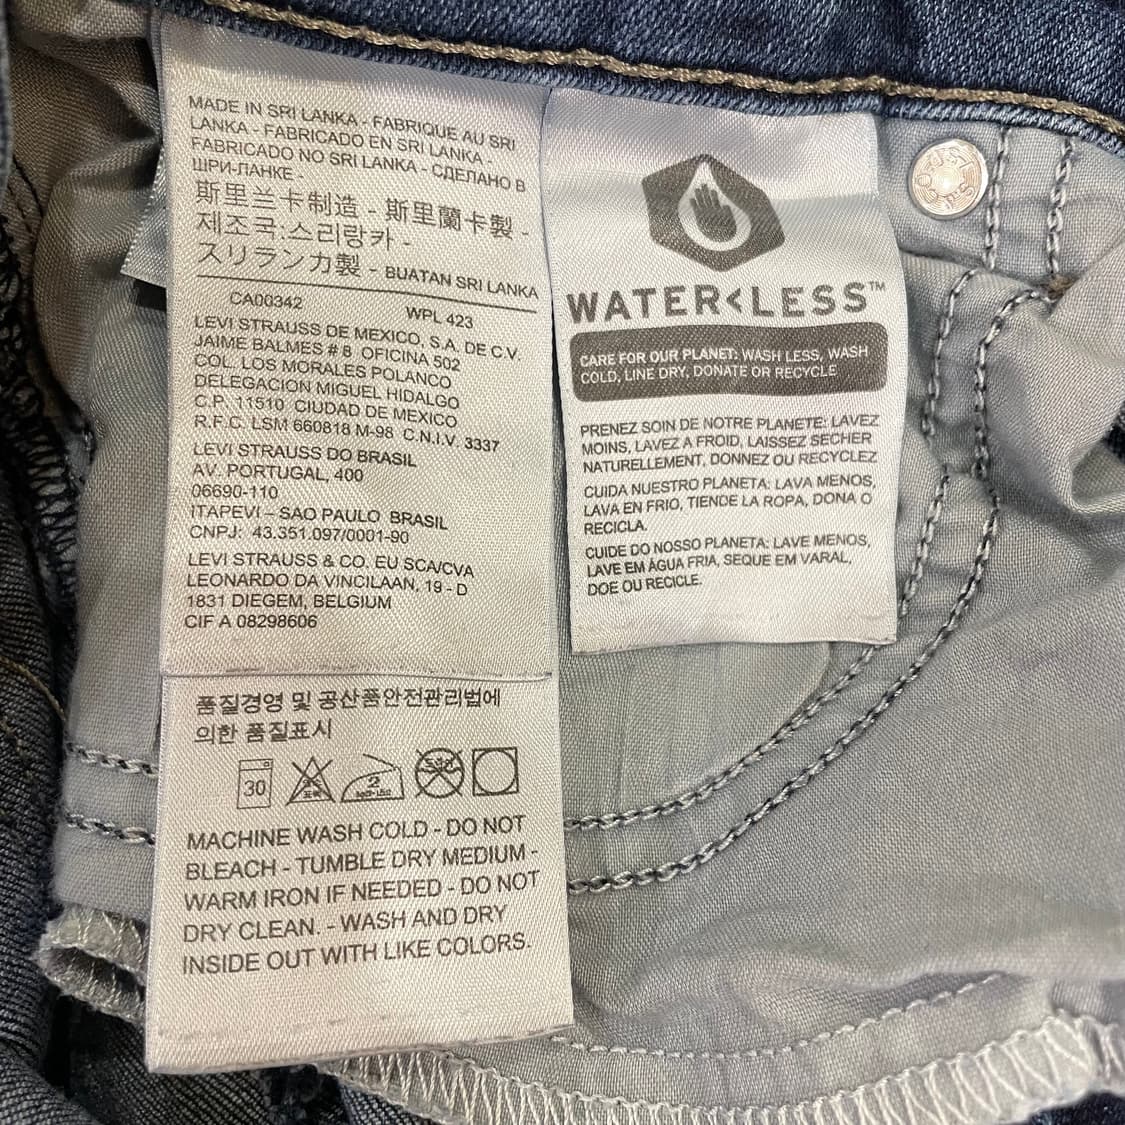 MADE IN SRI LANKA - FABRIQUE AU SRI
LANKA - FABRICADO EN SRI LANKA -
FABRICADO NO SRI LANKA - СДЕЛАНО В
ШРИ-ЛАНКЕ -
斯里兰卡制造 - 斯里蘭卡製 -
제조국:스리랑카 -
スリランカ製 - BUATAN SRI LANKA
CA00342 WPL 423
LEVI STRAUSS DE MEXICO, S.A. DE C.V.
JAIME BALMES # 8 OFICINA 502
COL. LOS MORALES POLANCO
DELEGACION MIGUEL HIDALGO
C.P. 11510 CIUDAD DE MEXICO
R.F.C. LSM 660818 M-98 C.N.I.V. 3337
LEVI STRAUSS DO BRASIL
AV. PORTUGAL, 400
06690-110
ITAPEVI – SAO PAULO BRASIL
CNPJ: 43.351.097/0001-90
LEVI STRAUSS & CO. EU SCA/CVA
LEONARDO DA VINCILAAN, 19 - D
1831 DIEGEM, BELGIUM
CIF A 08298606
품질경영 및 공산품안전관리법에
의한 품질표시
30
2
MACHINE WASH COLD - DO NOT
BLEACH - TUMBLE DRY MEDIUM -
WARM IRON IF NEEDED - DO NOT
DRY CLEAN. - WASH AND DRY
INSIDE OUT WITH LIKE COLORS.
WATER<LESS™
CARE FOR OUR PLANET: WASH LESS, WASH
COLD, LINE DRY, DONATE OR RECYCLE
PRENEZ SOIN DE NOTRE PLANETE: LAVEZ
MOINS, LAVEZ A FROID, LAISSEZ SECHER
NATURELLEMENT, DONNEZ OU RECYCLEZ
CUIDA NUESTRO PLANETA: LAVA MENOS,
LAVA EN FRIO, TIENDE LA ROPA, DONA O
RECICLA.
CUIDE DO NOSSO PLANETA: LAVE MENOS,
LAVE EM ÁGUA FRIA, SEQUE EM VARAL,
DOE OU RECICLE.